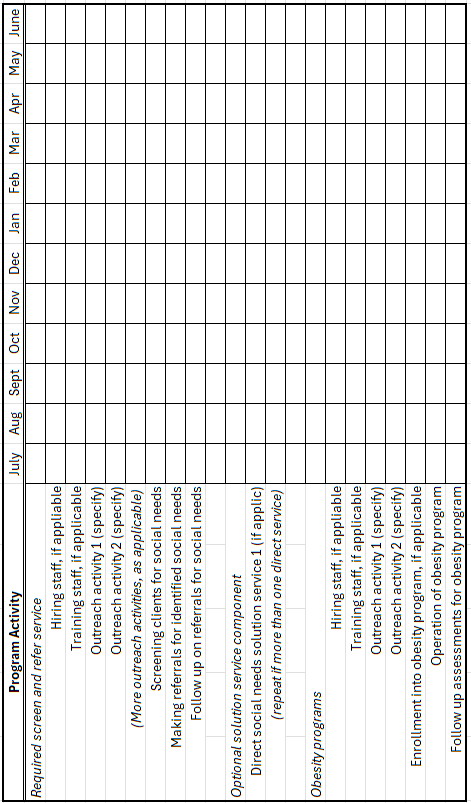 Program Activity July Aug Sept Oct Nov Dec Jan Feb Mar Apr May June
Required screen and refer service
Hiring staff, if appliable
Training staff, if applicable
Outreach activity 1 (specify)
Outreach activity 2 (specify)
(More outreach activities, as applicable)
Screening clients for social needs
Making referrals for identified social needs
Follow up on referrals for social needs
Optional solution service component
Direct social needs solution service 1 (if applic)
(repeat if more than one direct service)
Obesity programs
Hiring staff, if appliable
Training staff, if applicable
Outreach activity 1 (specify)
Outreach activity 2 (specify)
Enrollment into obesity program, if applicable
Operation of obesity program
Follow up assessments for obesity program